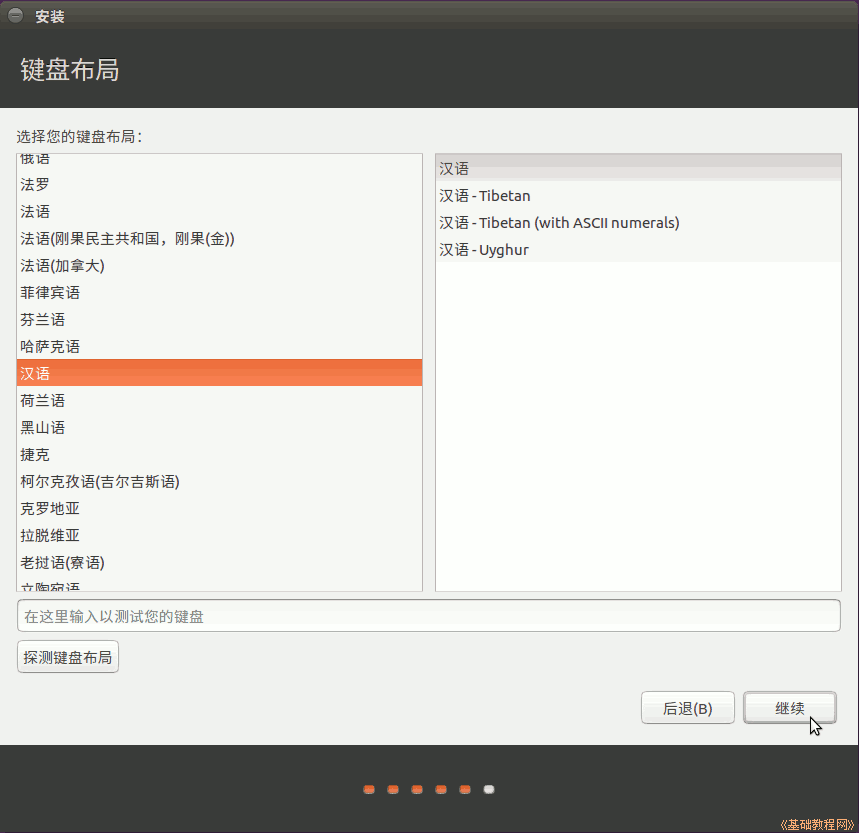 安装
键盘布局
选择您的键盘布局：
俄语
法罗
法语
法语(刚果民主共和国，刚果(金))
法语(加拿大)
菲律宾语
芬兰语
哈萨克语
汉语
荷兰语
黑山语
捷克
柯尔克孜语(吉尔吉斯语)
克罗地亚
拉脱维亚
老挝语(寮语)
立陶宛语
汉语
汉语 - Tibetan
汉语 - Tibetan (with ASCII numerals)
汉语 - Uyghur
在这里输入以测试您的键盘
探测键盘布局
后退(B)
继续
《基础教程网》